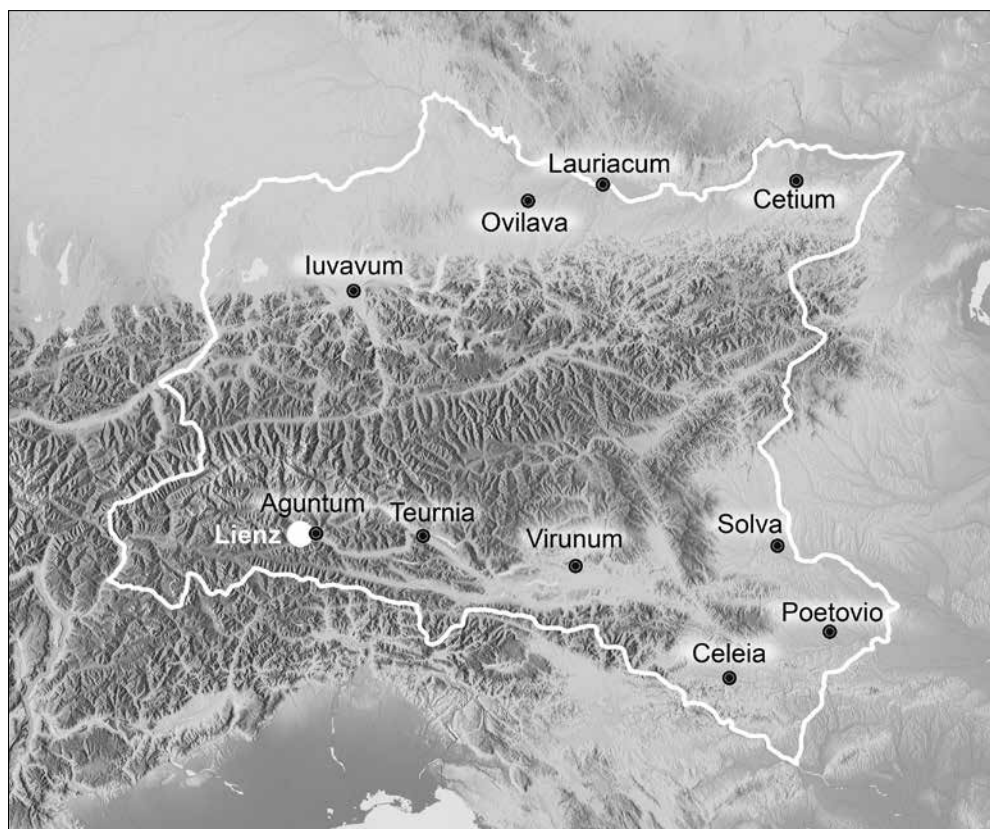 Lauriacum
Cetium
Ovilava
Iuvavum
Aguntum
Teurnia
Lienz
Virunum
Solva
Poetovio
Celeia